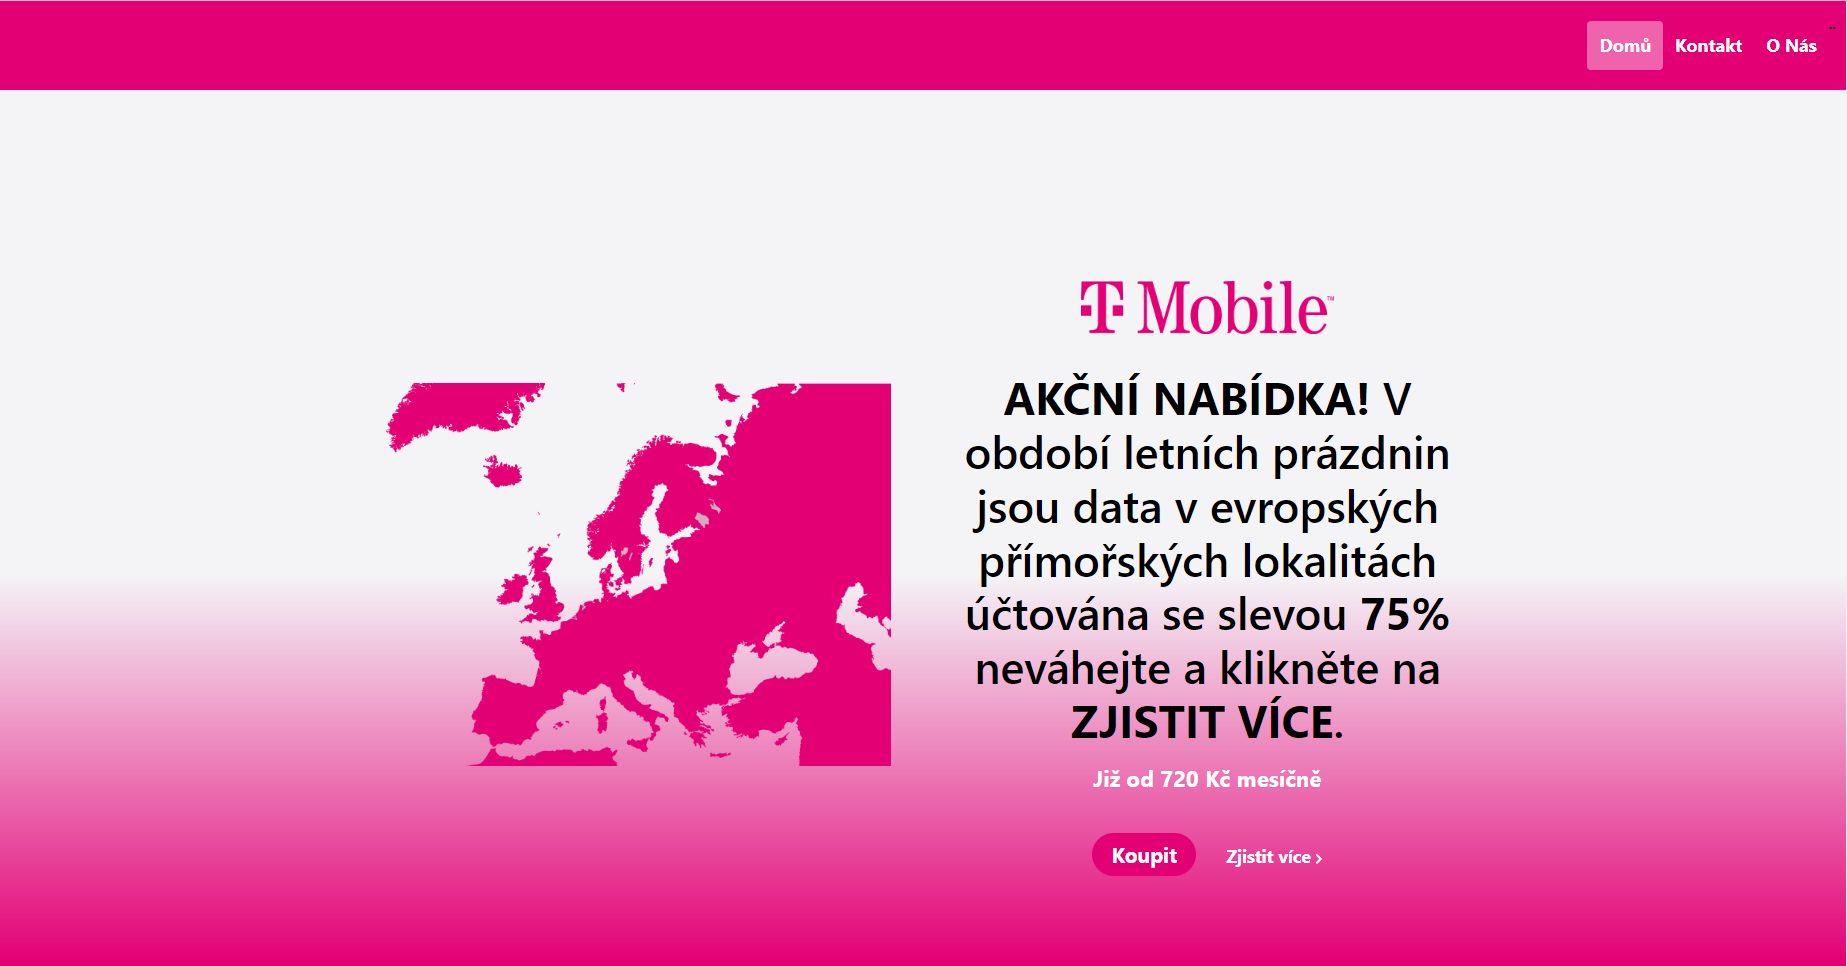 Domů Kontakt O Nás ..
T Mobile™
AKČNÍ NABÍDKA! V
období letních prázdnin
jsou data v evropských
přímořských lokalitách
účtována se slevou 75%
neváhejte a klikněte na
ZJISTIT VÍCE.
Již od 720 Kč mesíčně
Koupit Zjistit více ›